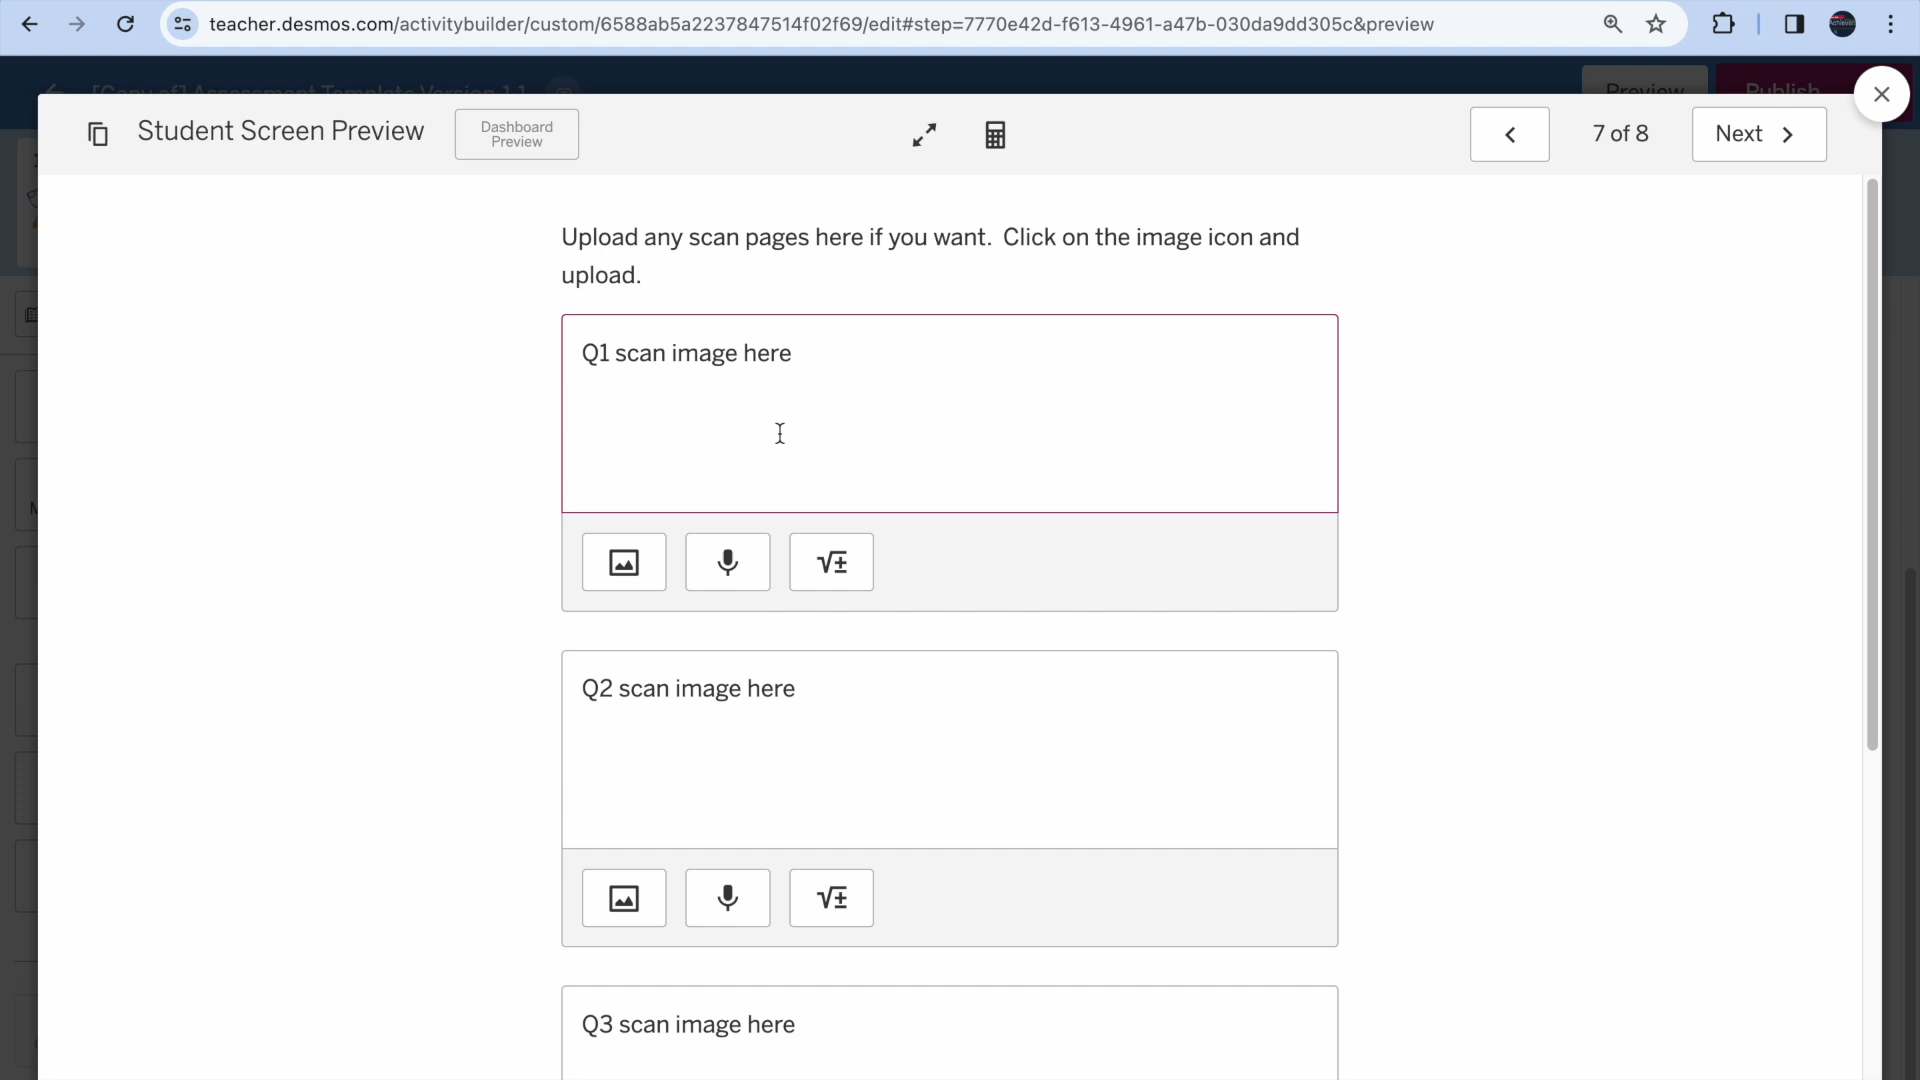 teacher.desmos.com/activitybuilder/custom/6588ab5a2237847514f02f69/edit#step=7770e42d-f613-4961-a47b-030da9dd305c&preview
[Copy of] Assessment Template Version 1.1
Preview
Publish
Student Screen Preview
Dashboard
Preview
7 of 8
Next
Upload any scan pages here if you want.  Click on the image icon and
upload.
Q1 scan image here
√±
Q2 scan image here
√±
Q3 scan image here